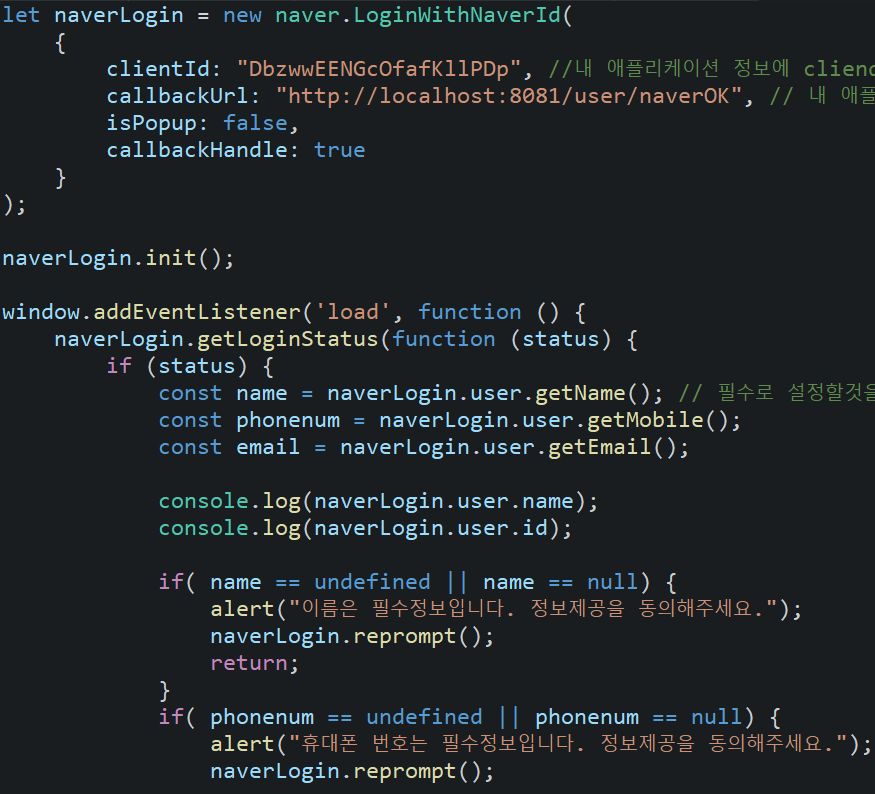 let naverLogin = new naver.LoginWithNaverId(
{
clientId: "DbzwwEENGcOfafKllPDp", //내 애플리케이션 정보에
callbackUrl: "http://localhost:8081/user/naverOK", // 내
isPopup: false,
callbackHandle: true
}
);
naverLogin.init();
window.addEventListener('load', function () {
naverLogin.getLoginStatus(function (status) {
if (status) {
const name = naverLogin.user.getName(); // 필수로 설정할것을
const phonenum = naverLogin.user.getMobile();
const email = naverLogin.user.getEmail();
console.log(naverLogin.user.name);
console.log(naverLogin.user.id);
if( name == undefined || name == null) {
alert("이름은 필수정보입니다. 정보제공을 동의해주세요.");
naverLogin.reprompt();
return;
}
if( phonenum == undefined || phonenum == null) {
alert("휴대폰 번호는 필수정보입니다. 정보제공을 동의해주세요.");
naverLogin.reprompt();